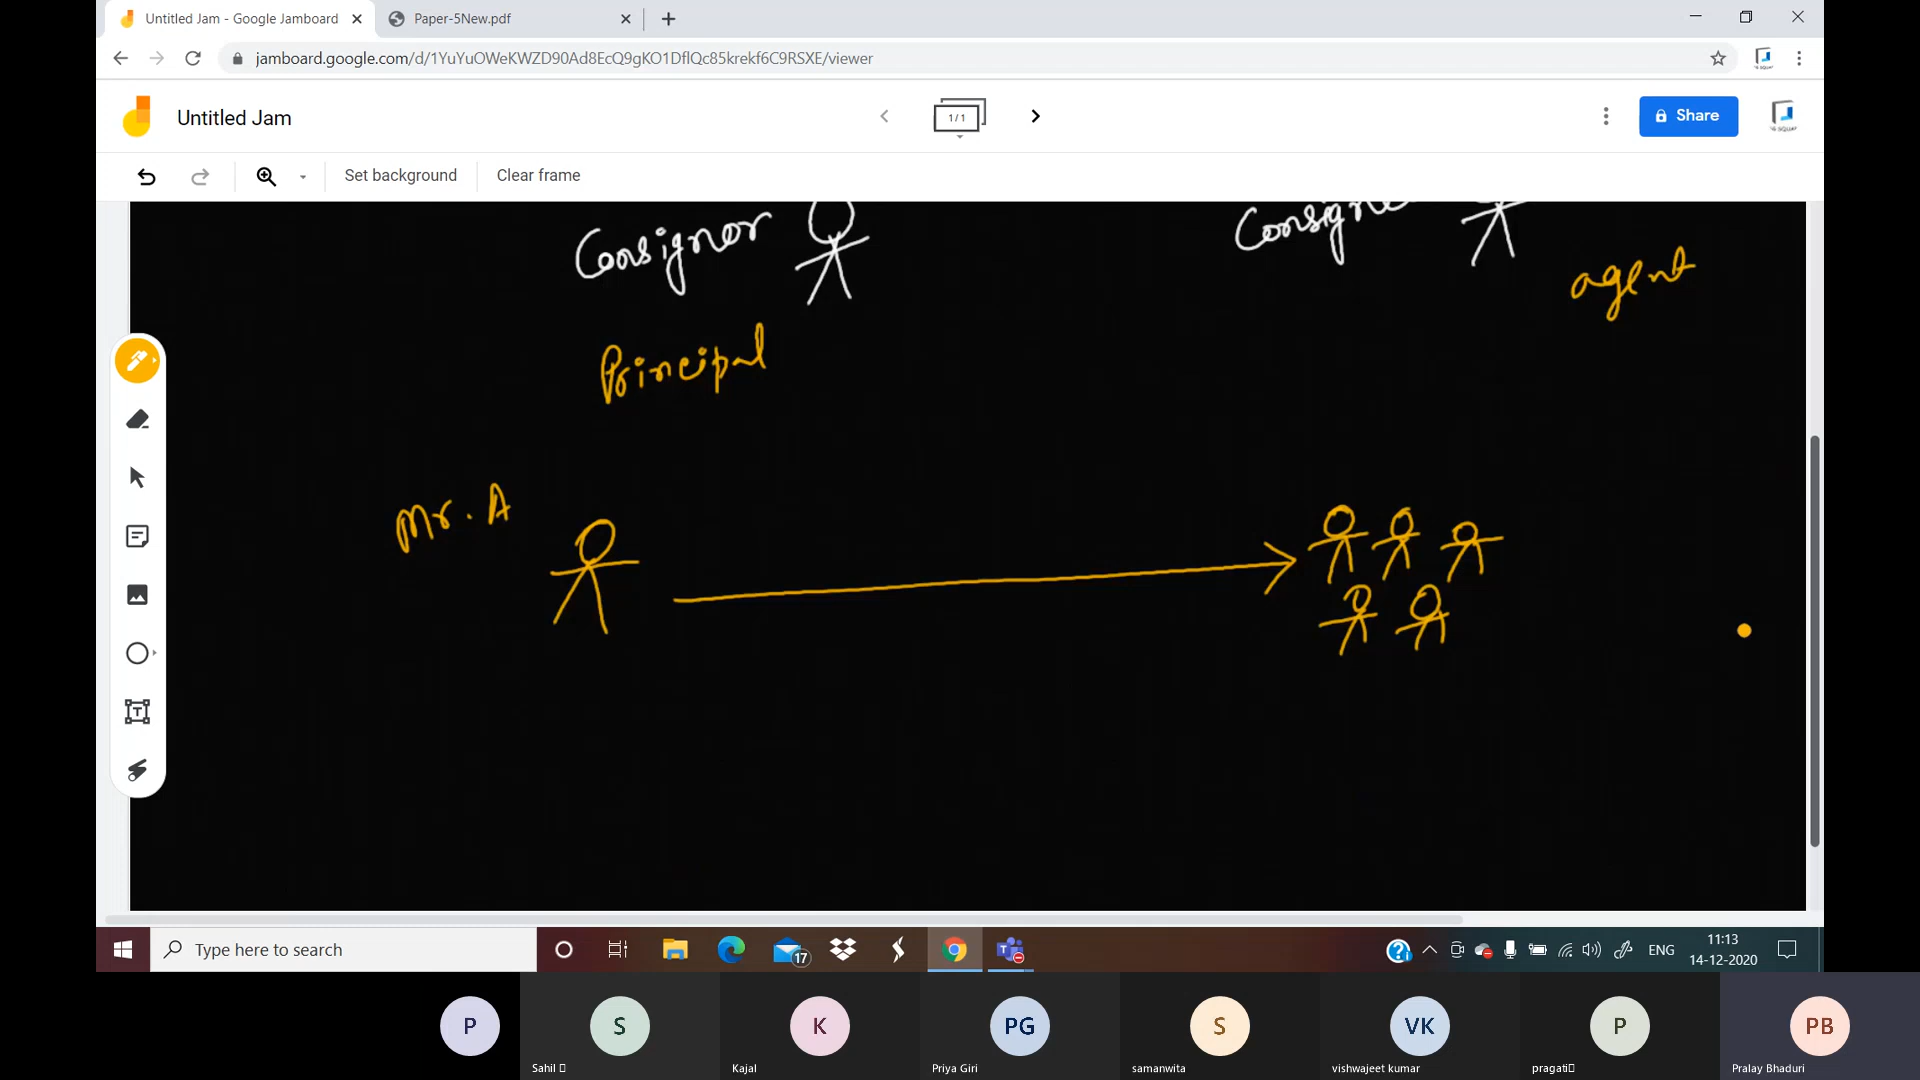 Untitled Jam - Google Jamboard
Paper-5New.pdf
jamboard.google.com/d/1YuYuOWeKWZD90Ad8EcQ9gKO1DflQc85krekf6C9RSXE/viewer
Untitled Jam
1/1
Share
Set background
Clear frame
Consignor
agent
Principal
Mr. A
Type here to search
17
ENG
11:13
14-12-2020
P
S
K
PG
S
VK
P
PB
Sahil
Kajal
Priya Giri
samanwita
vishwajeet kumar
pragati
Pralay Bhaduri